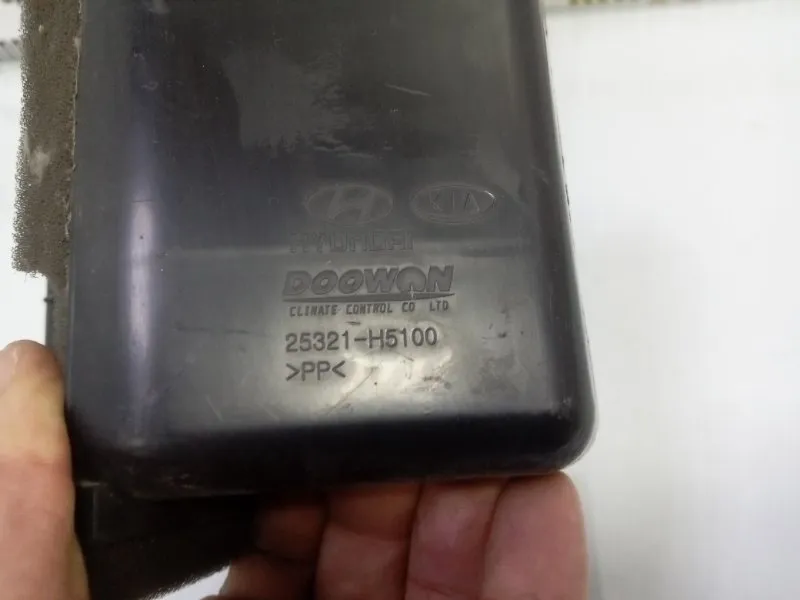 KIA
HYUNDAI
DOOWON
CLIMATE CONTROL CO LTD
25321-H5100
>PP<